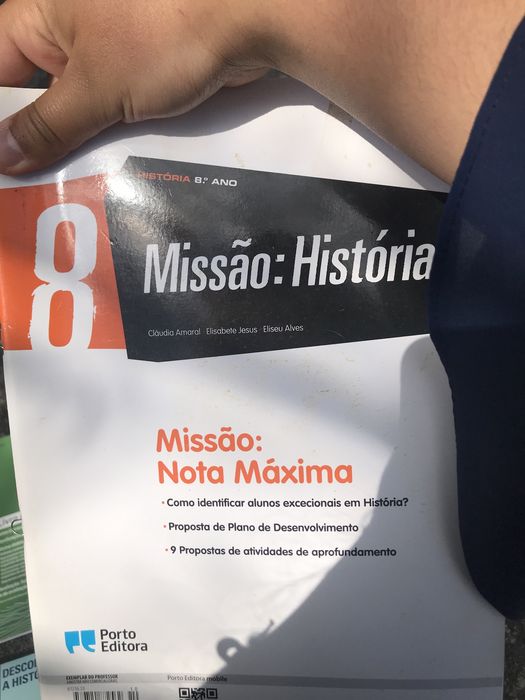 HISTÓRIA 8.º ANO
8
Missão: História
Cláudia Amaral · Elisabete Jesus · Eliseu Alves
Missão:
Nota Máxima
• Como identificar alunos excecionais em História?
• Proposta de Plano de Desenvolvimento
• 9 Propostas de atividades de aprofundamento
Porto
Editora
EXEMPLAR DO PROFESSOR
Porto Editora mobile
DESCO
A HISTÓ